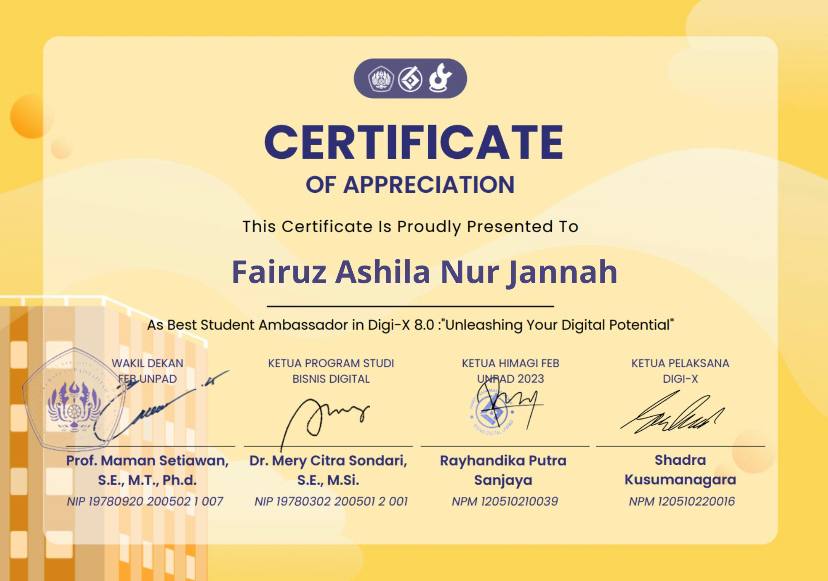 CERTIFICATE
OF APPRECIATION
This Certificate Is Proudly Presented To
Fairuz Ashila Nur Jannah
As Best Student Ambassador in Digi-X 8.0 :"Unleashing Your Digital Potential"
WAKIL DEKAN
FEB UNPAD
KETUA PROGRAM STUDI
BISNIS DIGITAL
KETUA HIMAGI FEB
UNPAD 2023
KETUA PELAKSANA
DIGI-X
Prof. Maman Setiawan,
S.E., M.T., Ph.d.
NIP 19780920 200502 1 007
Dr. Mery Citra Sondari,
S.E., M.Si.
NIP 19780302 200501 2 001
Rayhandika Putra
Sanjaya
NPM 120510210039
Shadra
Kusumanagara
NPM 120510220016